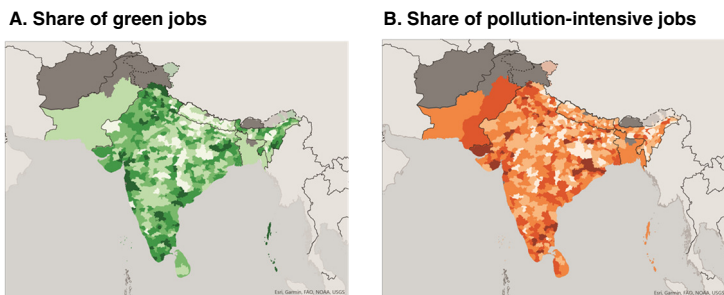 A. Share of green jobs
B. Share of pollution-intensive jobs
Esri, Garmin, FAO, NOAA, USGS
Esri, Garmin, FAO, NOAA, USGS